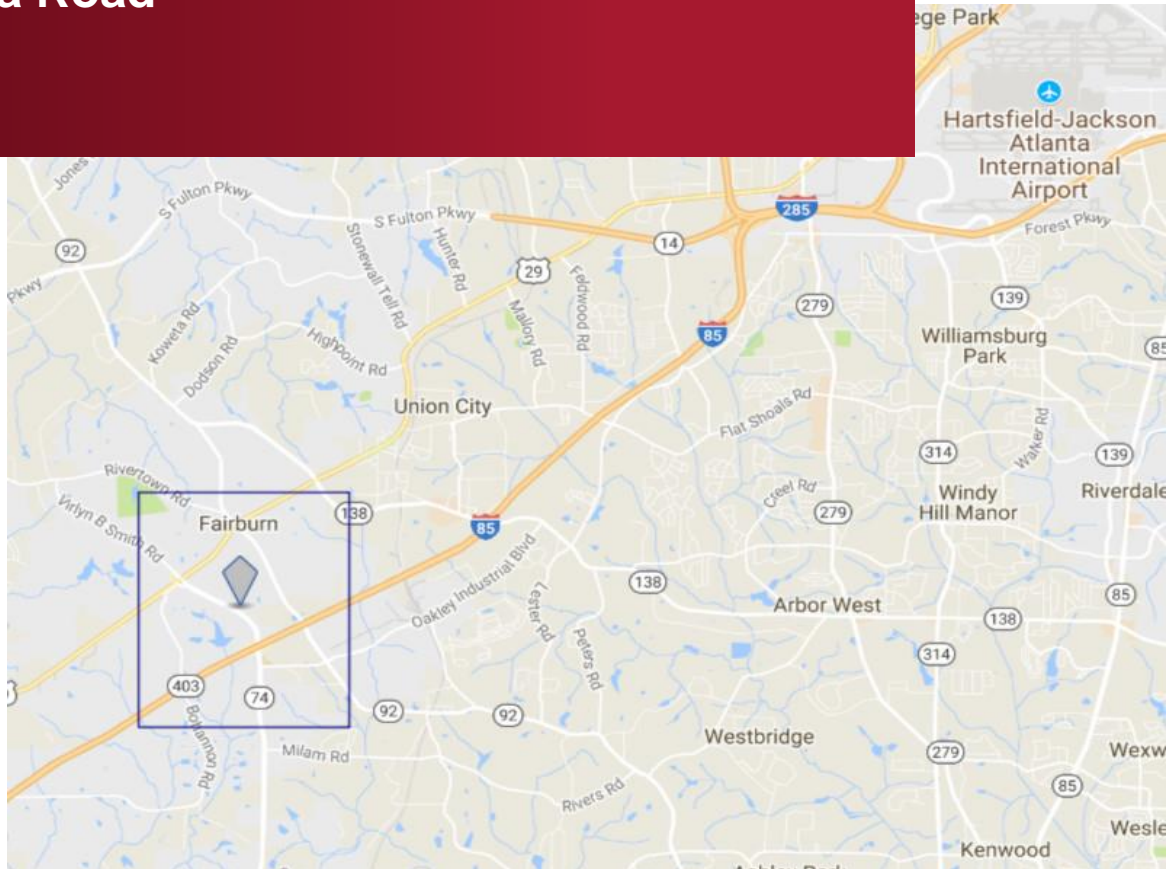 a Road
ege Park
Hartsfield-Jackson
Atlanta
International
Airport
Jones
S Fulton Pkwy
S Fulton Pkwy
285
Forest Pkwy
14
92
Pkwy
Stonewall Tell Rd
Hunter Rd
29
Feldwood Rd
279
139
Mallory Rd
Koweta Rd
Dodson Rd
Highpoint Rd
85
Williamsburg
Park
85
Union City
Flat Shoals Rd
Walker Rd
314
139
Rivertown Rd
Virlyn B Smith Rd
Fairburn
138
85
Creel Rd
279
Windy
Hill Manor
Riverdale
Oakley Industrial Blvd
Lester Rd
138
Peters Rd
Arbor West
138
85
314
403
74
92
92
Bohannon Rd
Milam Rd
Westbridge
279
Wexw
Rivers Rd
85
Wesle
Kenwood